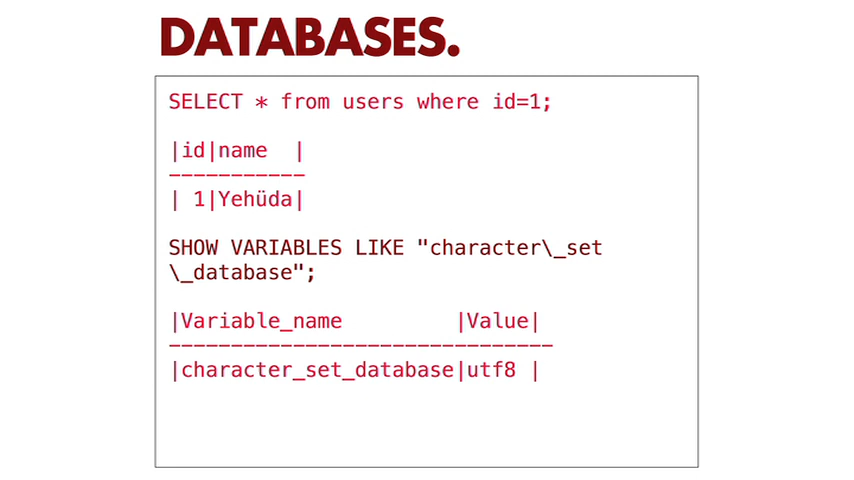 DATABASES.
SELECT * from users where id=1;
|id|name  |
-----------
| 1|Yehüda|
SHOW VARIABLES LIKE "character\_set
\_database";
|Variable_name         |Value|
-------------------------------
|character_set_database|utf8 |